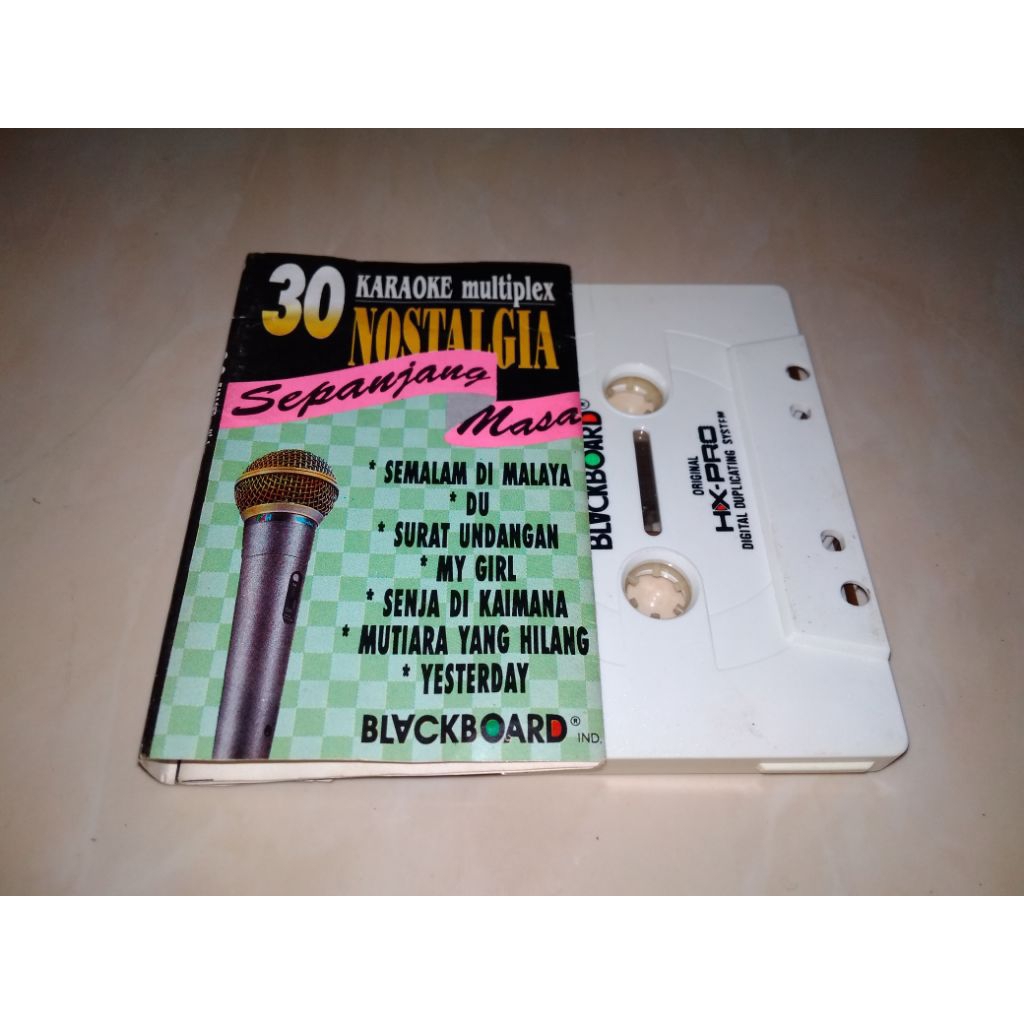 30 KARAOKE multiplex
NOSTALGIA
Sepanjang
Masa
* SEMALAM DI MALAYA
* DU
* SURAT UNDANGAN
* MY GIRL
* SENJA DI KAIMANA
* MUTIARA YANG HILANG
* YESTERDAY
BLACKBOARD® IND.
BLACKBOARD®
ORIGINAL
HX-PRO
DIGITAL DUPLICATING SYSTEM